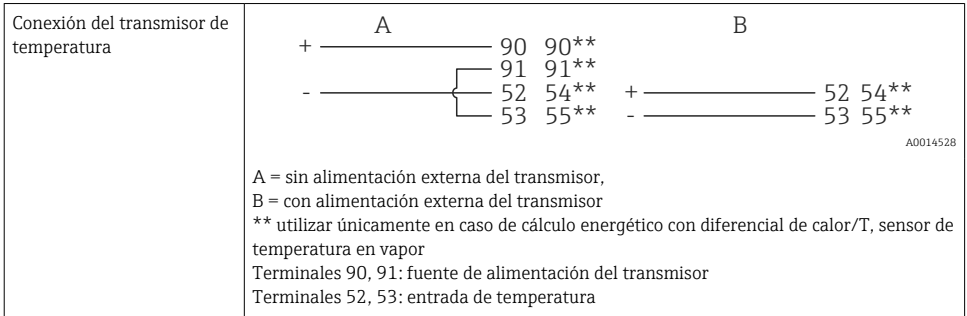 Conexión del transmisor de
temperatura
A B
+ 90 90**
91 91**
- 52 54** + 52 54**
53 55** - 53 55**
A0014528
A = sin alimentación externa del transmisor,
B = con alimentación externa del transmisor
** utilizar únicamente en caso de cálculo energético con diferencial de calor/T, sensor de
temperatura en vapor
Terminales 90, 91: fuente de alimentación del transmisor
Terminales 52, 53: entrada de temperatura